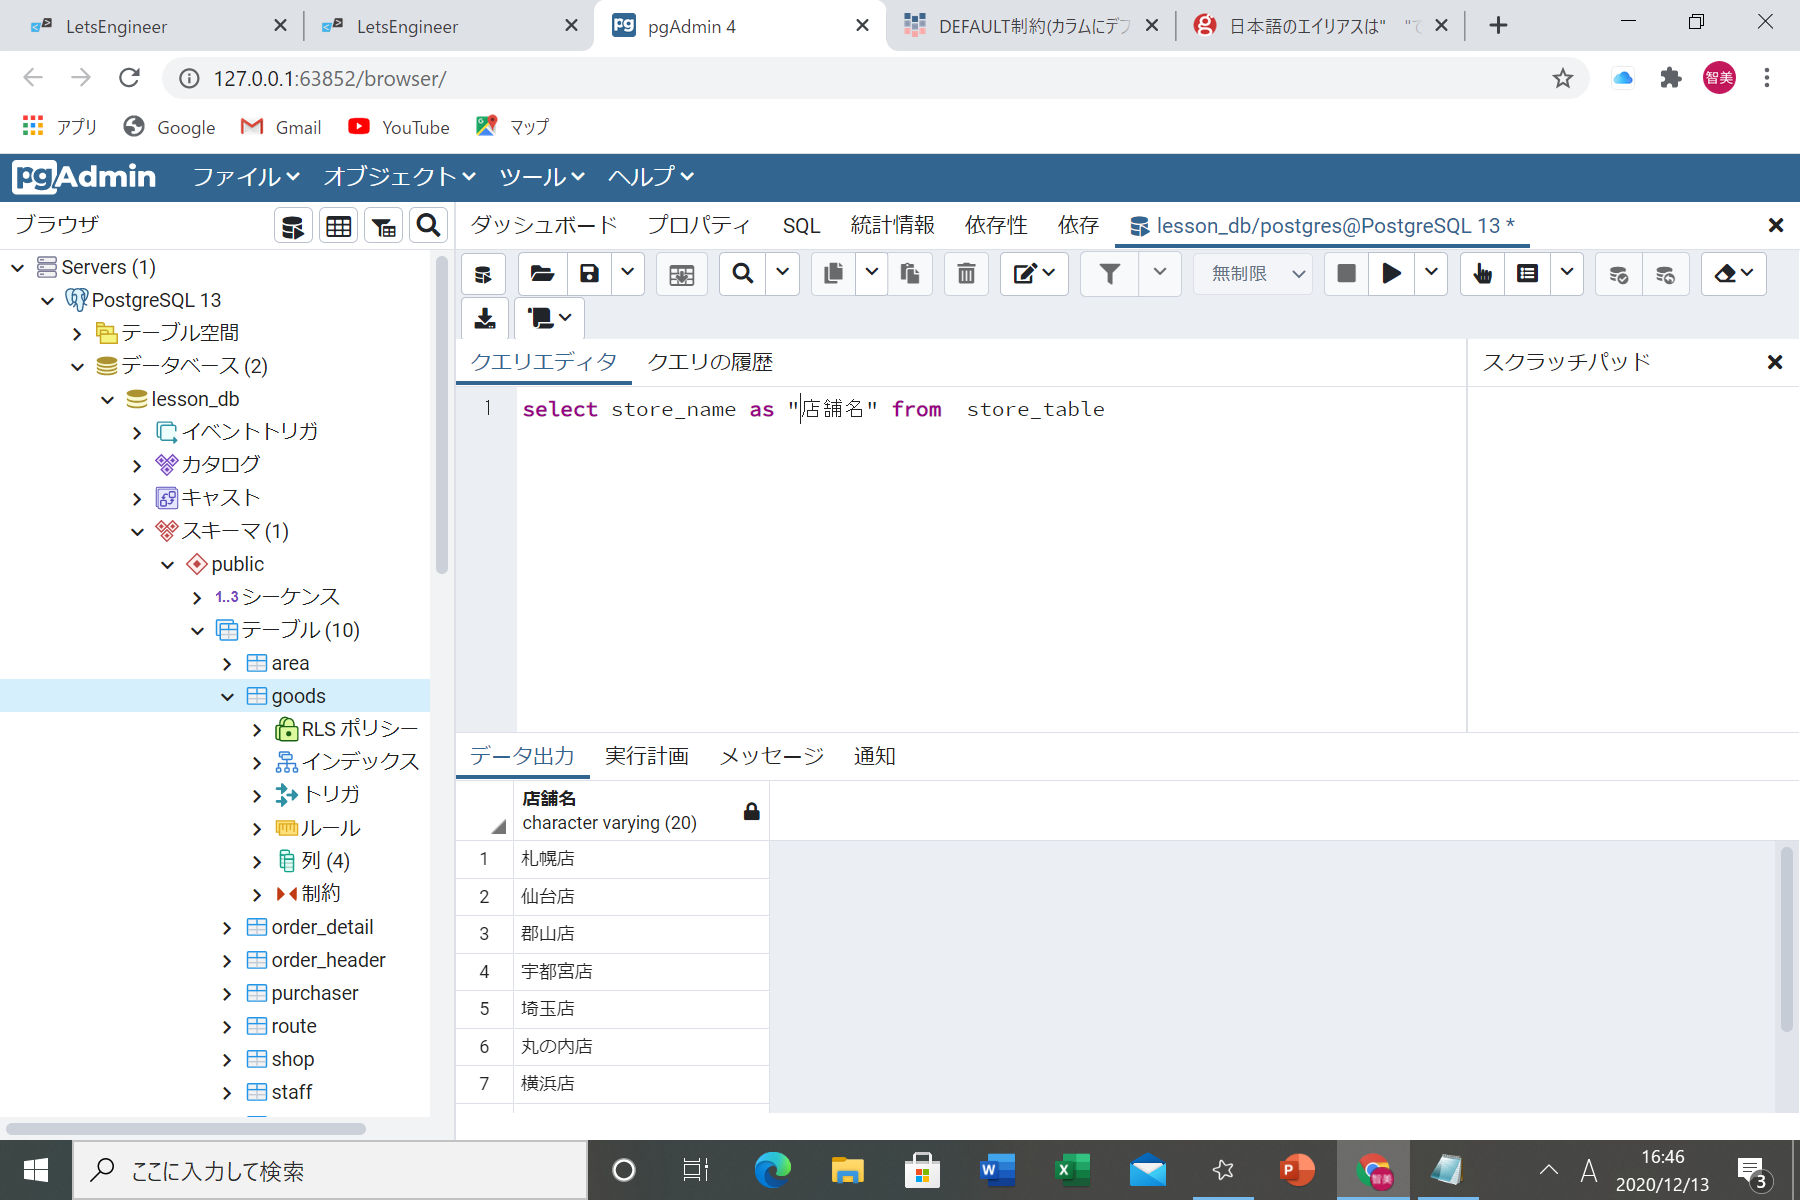 LetsEngineer
LetsEngineer
pgAdmin 4
DEFAULT制約(カラムにデフ
日本語のエイリアスは" "で
127.0.0.1:63852/browser/
智美
アプリ
Google
Gmail
YouTube
マップ
pgAdmin
ファイル
オブジェクト
ツール
ヘルプ
ブラウザ
ダッシュボード
プロパティ
SQL
統計情報
依存性
依存
lesson_db/postgres@PostgreSQL 13 *
Servers (1)
PostgreSQL 13
テーブル空間
データベース (2)
lesson_db
イベントトリガ
カタログ
キャスト
スキーマ (1)
public
1..3 シーケンス
テーブル (10)
area
goods
RLS ポリシー
インデックス
トリガ
ルール
列 (4)
制約
order_detail
order_header
purchaser
route
shop
staff
無制限
クエリエディタ
クエリの履歴
スクラッチパッド
1 select store_name as "店舗名" from  store_table
データ出力
実行計画
メッセージ
通知
店舗名
character varying (20)
1 札幌店
2 仙台店
3 郡山店
4 宇都宮店
5 埼玉店
6 丸の内店
7 横浜店
ここに入力して検索
A
16:46
2020/12/13
3